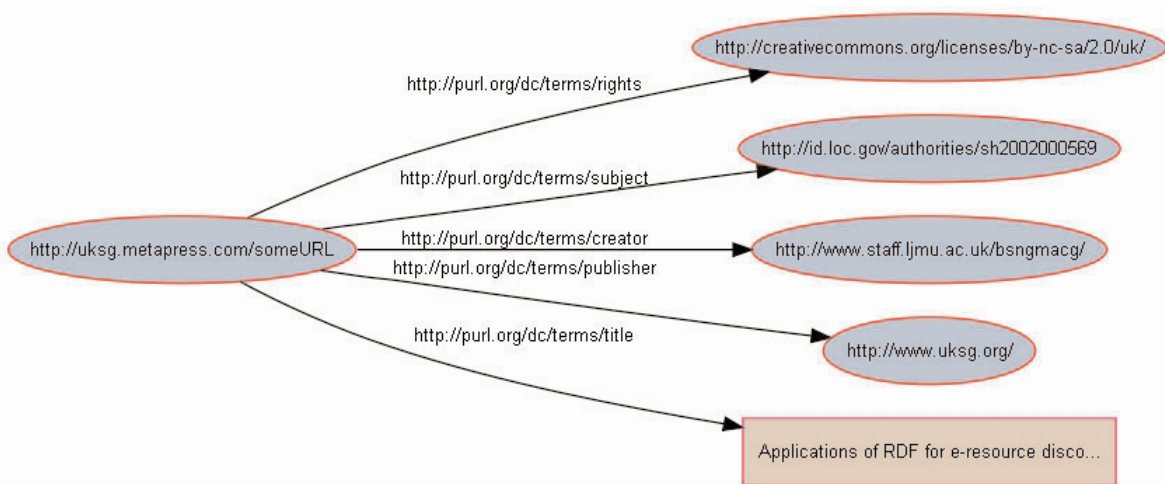 http://creativecommons.org/licenses/by-nc-sa/2.0/uk/
http://purl.org/dc/terms/rights
http://id.loc.gov/authorities/sh2002000569
http://purl.org/dc/terms/subject
http://uksg.metapress.com/someURL
http://purl.org/dc/terms/creator
http://www.staff.ljmu.ac.uk/bsngmacg/
http://purl.org/dc/terms/publisher
http://purl.org/dc/terms/title
http://www.uksg.org/
Applications of RDF for e-resource disco...